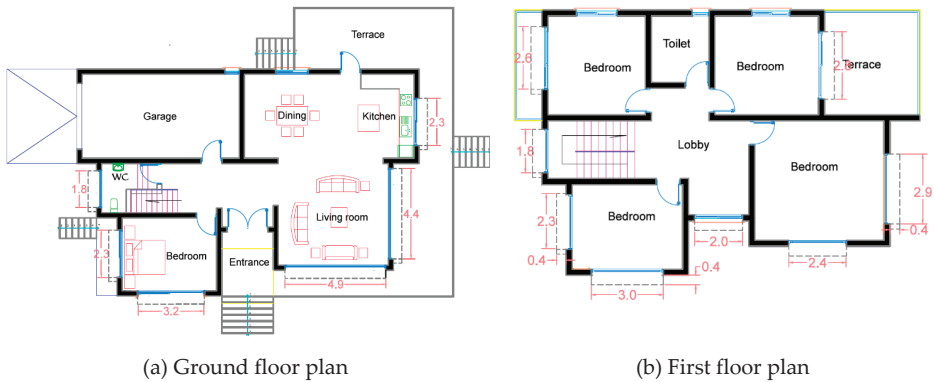 Terrace
Garage
Dining
Kitchen
2.3
WC
1.8
Living room
4.4
2.3
Bedroom
Entrance
3.2
4.9
(a) Ground floor plan
2.6
Bedroom
Toilet
Bedroom
Terrace
1.8
Lobby
Bedroom
2.9
0.4
2.3
Bedroom
0.4
2.0
2.4
0.4
3.0
(b) First floor plan